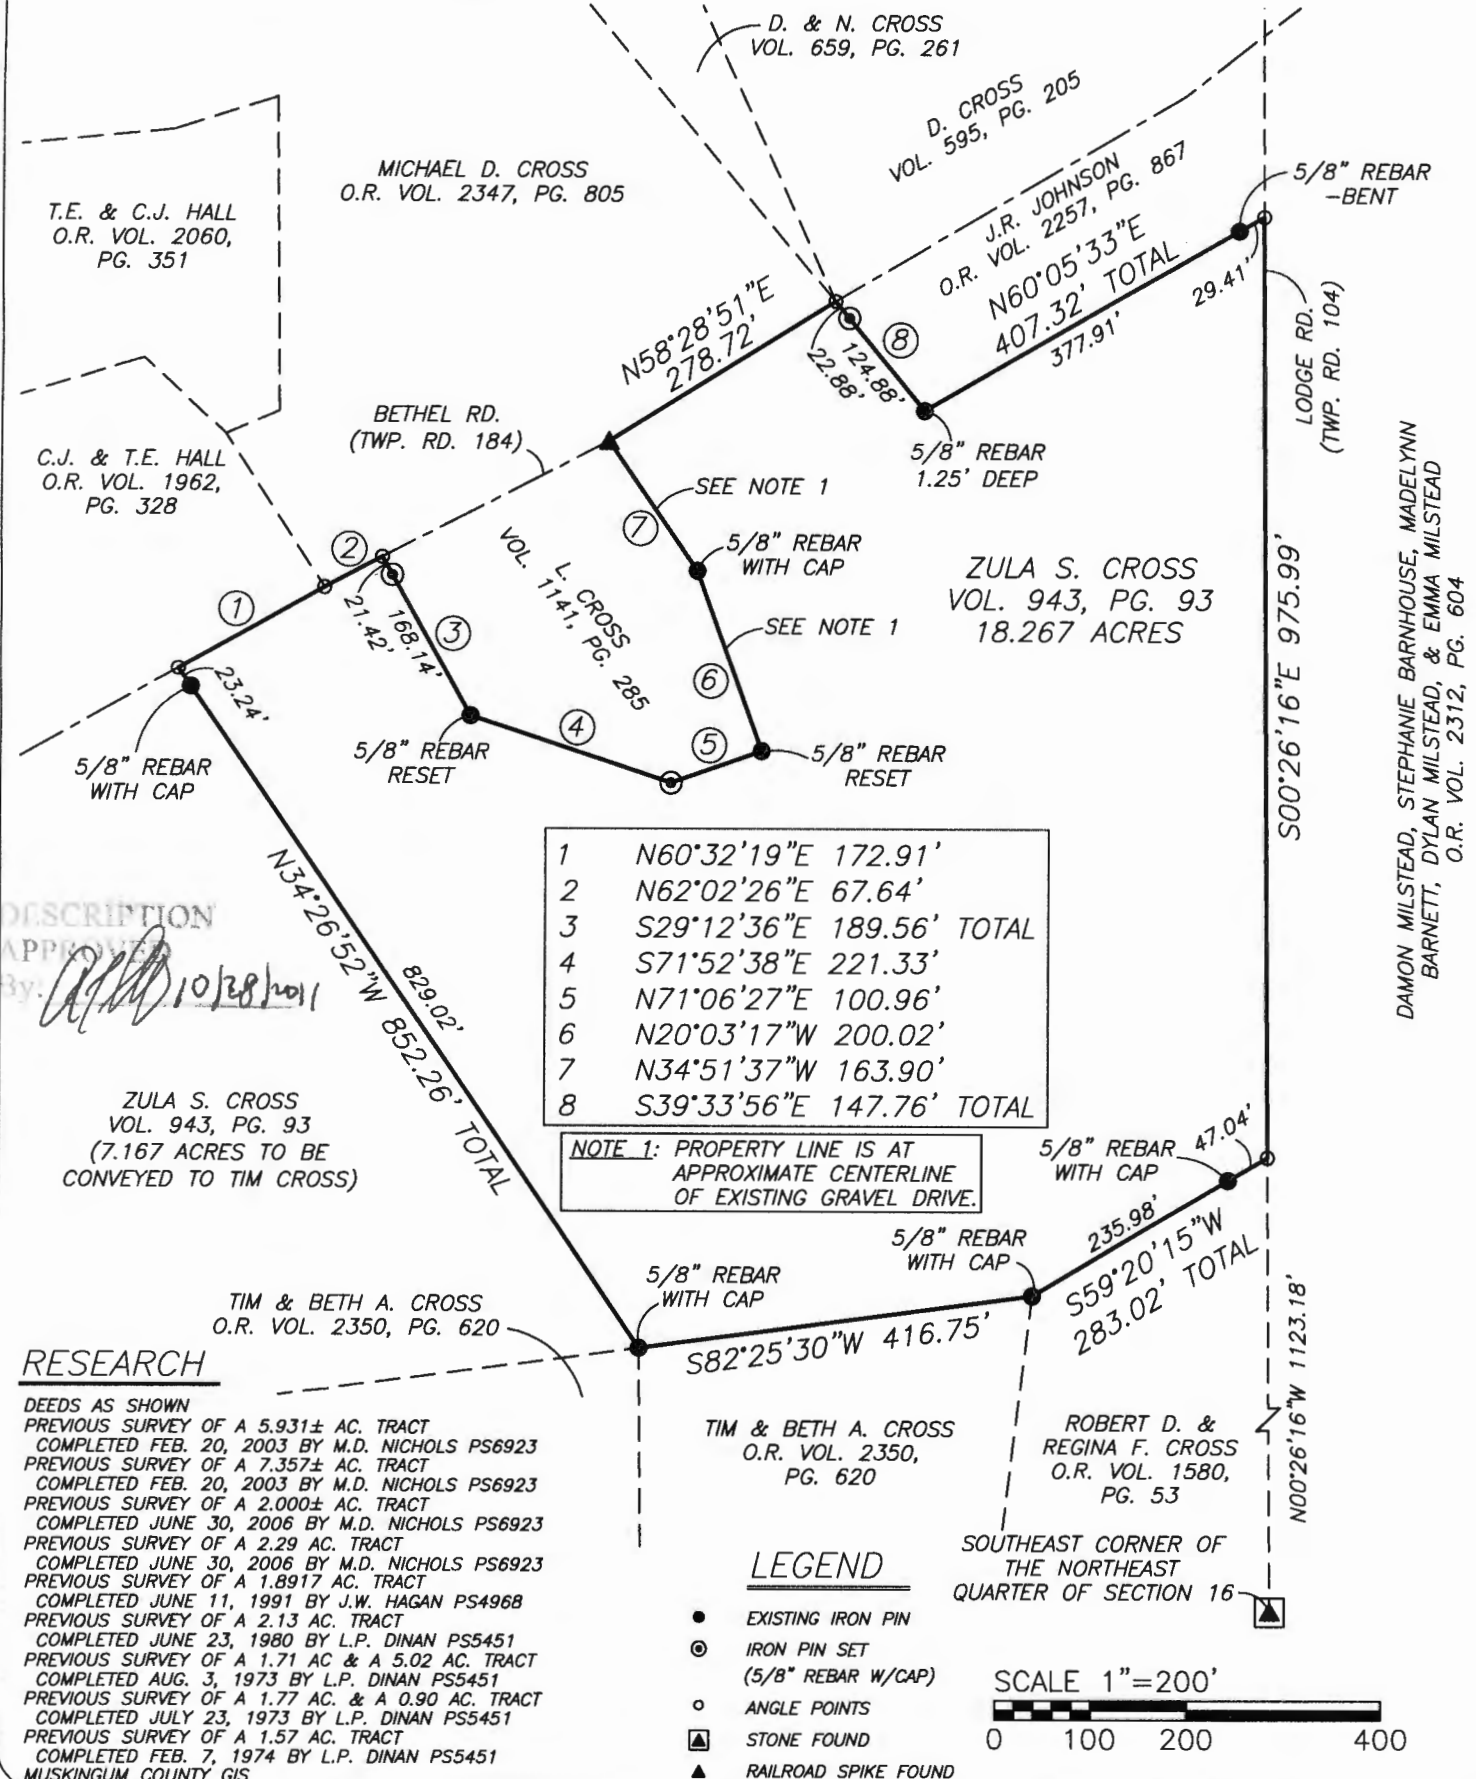 D. & N. CROSS
VOL. 659, PG. 261
D. CROSS
VOL. 595, PG. 205
MICHAEL D. CROSS
O.R. VOL. 2347, PG. 805
J.R. JOHNSON
O.R. VOL. 2257, PG. 867
5/8" REBAR
-BENT
T.E. & C.J. HALL
O.R. VOL. 2060,
PG. 351
N60°05'33"E
407.32' TOTAL
377.91'
29.41'
N58°28'51"E
278.72'
8
124.88'
22.88'
LODGE RD.
(TWP. RD. 104)
BETHEL RD.
(TWP. RD. 184)
5/8" REBAR
1.25' DEEP
C.J. & T.E. HALL
O.R. VOL. 1962,
PG. 328
SEE NOTE 1
7
5/8" REBAR
WITH CAP
2
1
21.42'
168.14'
3
L. CROSS
VOL. 1141, PG. 285
ZULA S. CROSS
VOL. 943, PG. 93
18.267 ACRES
SEE NOTE 1
6
23.24'
4
5
5/8" REBAR
WITH CAP
5/8" REBAR
RESET
5/8" REBAR
RESET
S00°26'16"E 975.99'
DAMON MILSTEAD, STEPHANIE BARNHOUSE, MADELYNN
BARNETT, DYLAN MILSTEAD, & EMMA MILSTEAD
O.R. VOL. 2312, PG. 604
1 N60°32'19"E 172.91'
2 N62°02'26"E 67.64'
3 S29°12'36"E 189.56' TOTAL
4 S71°52'38"E 221.33'
5 N71°06'27"E 100.96'
6 N20°03'17"W 200.02'
7 N34°51'37"W 163.90'
8 S39°33'56"E 147.76' TOTAL
NOTE 1: PROPERTY LINE IS AT
APPROXIMATE CENTERLINE
OF EXISTING GRAVEL DRIVE.
DESCRIPTION
APPROVED
By: 10/28/2011
829.02'
N34°26'52"W 852.26' TOTAL
ZULA S. CROSS
VOL. 943, PG. 93
(7.167 ACRES TO BE
CONVEYED TO TIM CROSS)
5/8" REBAR
WITH CAP
47.04'
5/8" REBAR
WITH CAP
235.98'
S59°20'15"W
283.02' TOTAL
5/8" REBAR
WITH CAP
TIM & BETH A. CROSS
O.R. VOL. 2350, PG. 620
S82°25'30"W 416.75'
N00°26'16"W 1123.18'
TIM & BETH A. CROSS
O.R. VOL. 2350,
PG. 620
ROBERT D. &
REGINA F. CROSS
O.R. VOL. 1580,
PG. 53
SOUTHEAST CORNER OF
THE NORTHEAST
QUARTER OF SECTION 16
RESEARCH
DEEDS AS SHOWN
PREVIOUS SURVEY OF A 5.931± AC. TRACT
COMPLETED FEB. 20, 2003 BY M.D. NICHOLS PS6923
PREVIOUS SURVEY OF A 7.357± AC. TRACT
COMPLETED FEB. 20, 2003 BY M.D. NICHOLS PS6923
PREVIOUS SURVEY OF A 2.000± AC. TRACT
COMPLETED JUNE 30, 2006 BY M.D. NICHOLS PS6923
PREVIOUS SURVEY OF A 2.29 AC. TRACT
COMPLETED JUNE 30, 2006 BY M.D. NICHOLS PS6923
PREVIOUS SURVEY OF A 1.8917 AC. TRACT
COMPLETED JUNE 11, 1991 BY J.W. HAGAN PS4968
PREVIOUS SURVEY OF A 2.13 AC. TRACT
COMPLETED JUNE 23, 1980 BY L.P. DINAN PS5451
PREVIOUS SURVEY OF A 1.71 AC & A 5.02 AC. TRACT
COMPLETED AUG. 3, 1973 BY L.P. DINAN PS5451
PREVIOUS SURVEY OF A 1.77 AC. & A 0.90 AC. TRACT
COMPLETED JULY 23, 1973 BY L.P. DINAN PS5451
PREVIOUS SURVEY OF A 1.57 AC. TRACT
COMPLETED FEB. 7, 1974 BY L.P. DINAN PS5451
MUSKINGUM COUNTY GIS
LEGEND
EXISTING IRON PIN
IRON PIN SET
(5/8" REBAR W/CAP)
ANGLE POINTS
STONE FOUND
RAILROAD SPIKE FOUND
SCALE 1"=200'
0 100 200 400